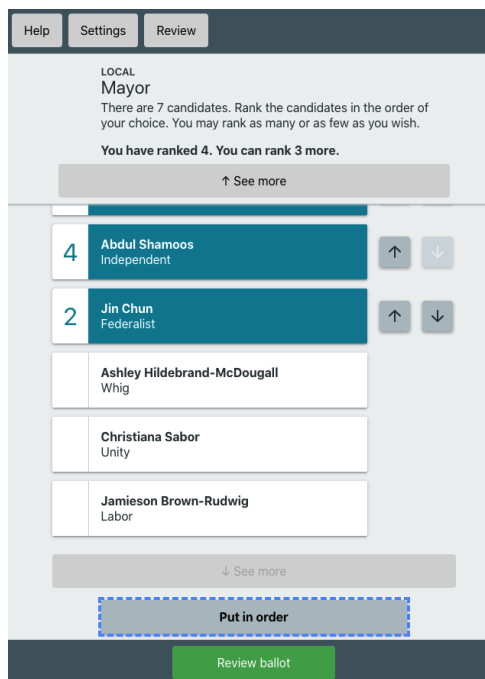 Help Settings Review
LOCAL
Mayor
There are 7 candidates. Rank the candidates in the order of
your choice. You may rank as many or as few as you wish.
You have ranked 4. You can rank 3 more.
↑ See more
4 Abdul Shamoos
Independent
↑ ↓
2 Jin Chun
Federalist
↑ ↓
Ashley Hildebrand-McDougall
Whig
Christiana Sabor
Unity
Jamieson Brown-Rudwig
Labor
↓ See more
Put in order
Review ballot